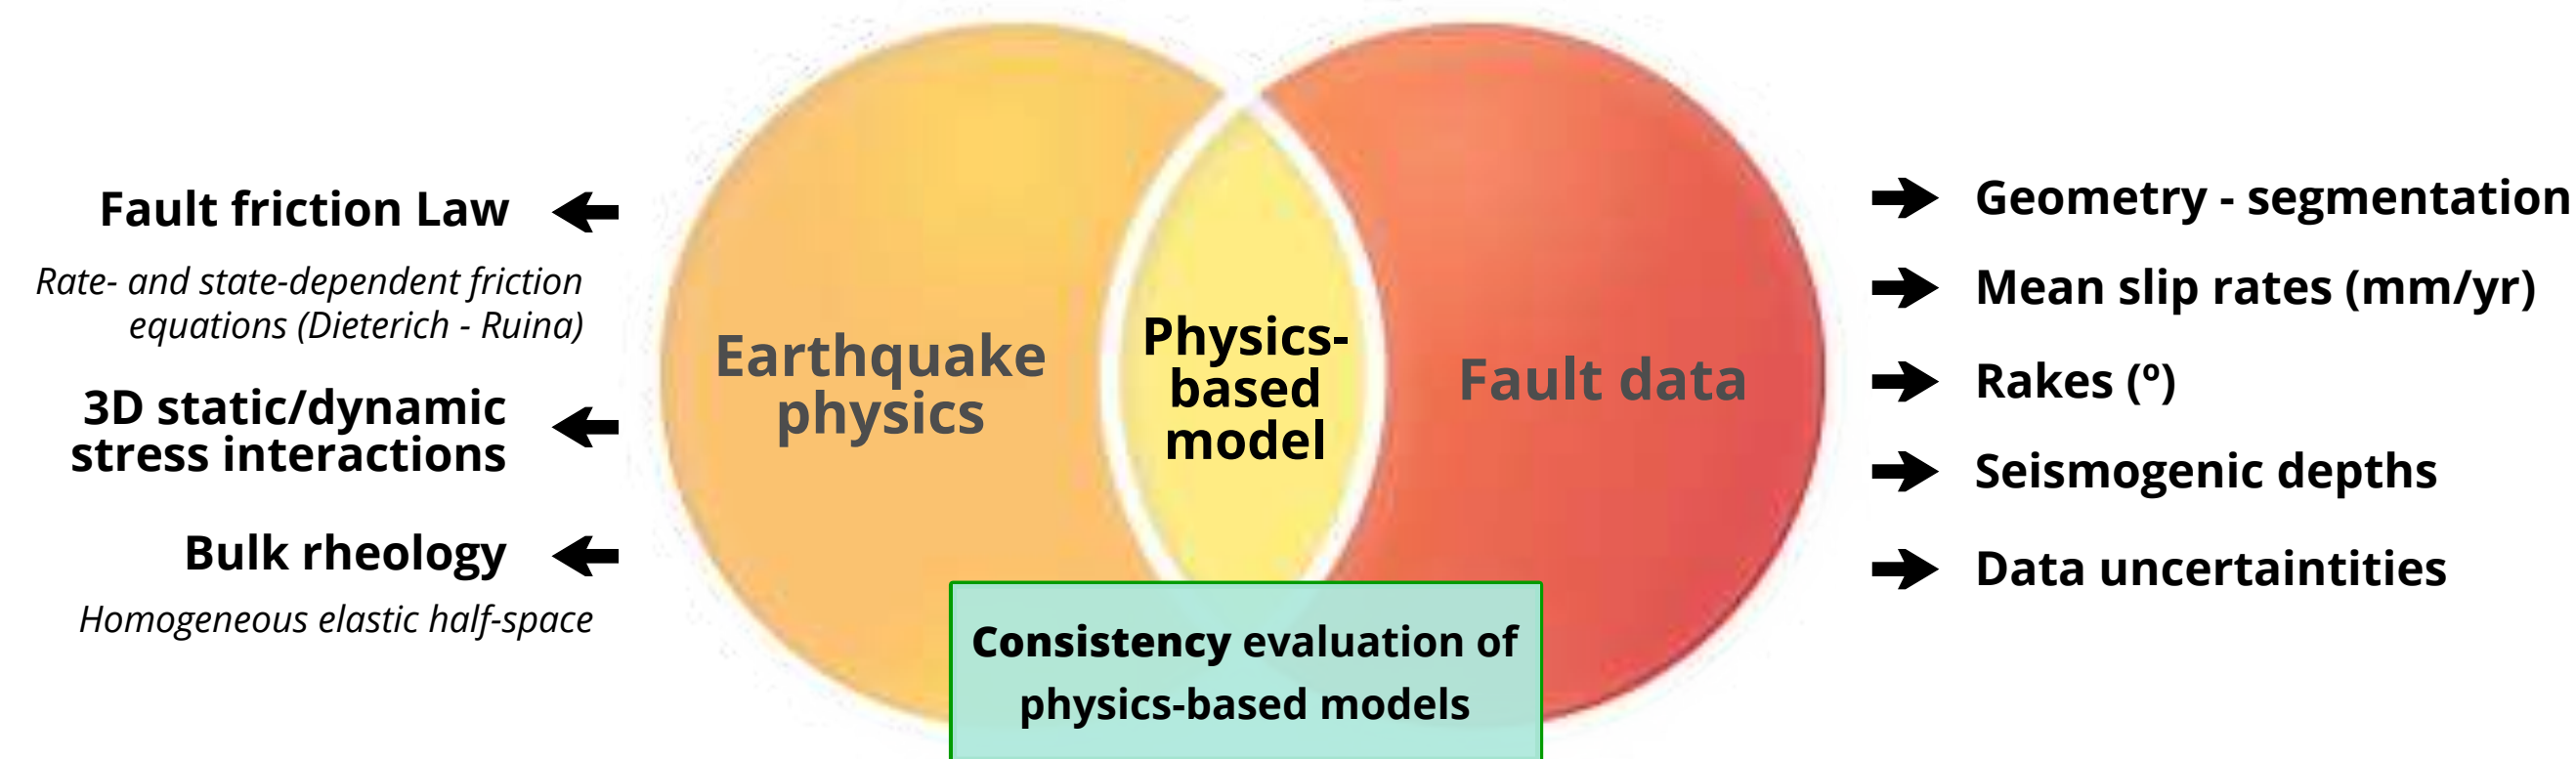 Fault friction Law
Rate- and state-dependent friction
equations (Dieterich - Ruina)
3D static/dynamic
stress interactions
Bulk rheology
Homogeneous elastic half-space
Earthquake
physics
Physics-
based
model
Fault data
Consistency evaluation of
physics-based models
Geometry - segmentation
Mean slip rates (mm/yr)
Rakes (º)
Seismogenic depths
Data uncertaintities